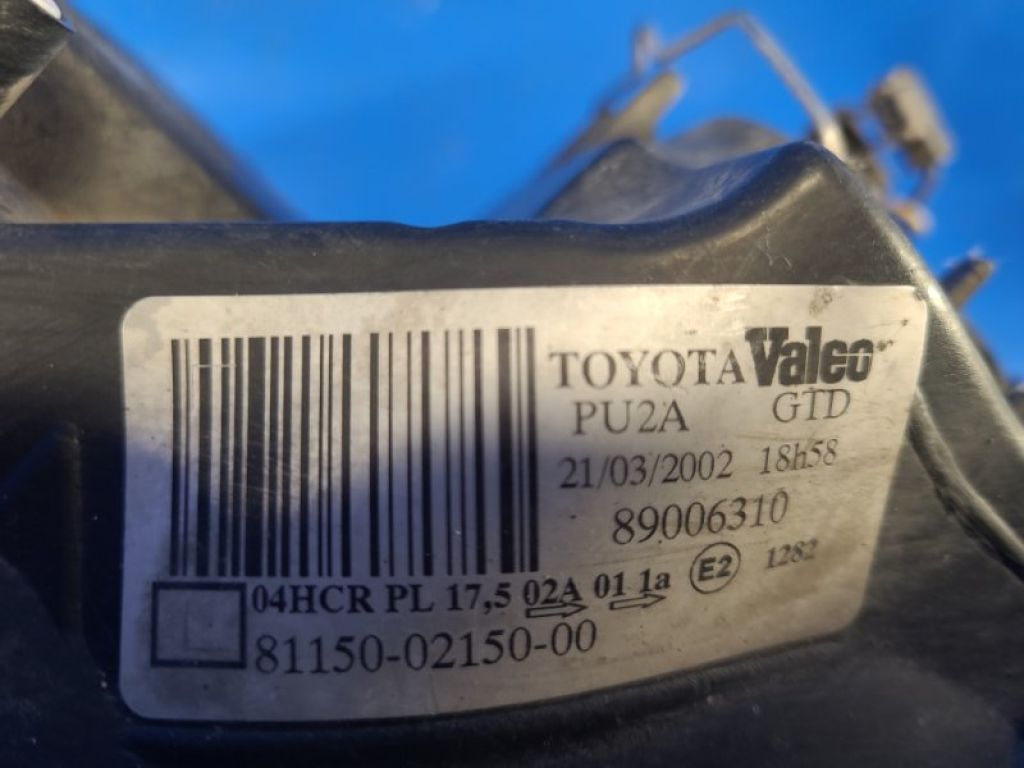 TOYOTA Valeo
PU2A GTD
21/03/2002 18h58
89006310
E2 1282
04HCR PL 17,5 02A 01 1a
81150-02150-00